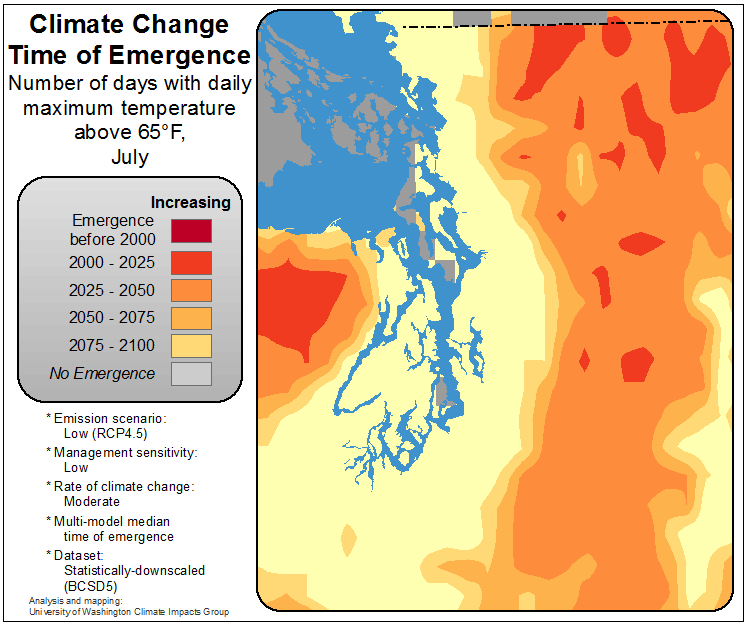 Climate Change
Time of Emergence
Number of days with daily
maximum temperature
above 65°F,
July
Increasing
Emergence
before 2000
2000 - 2025
2025 - 2050
2050 - 2075
2075 - 2100
No Emergence
* Emission scenario:
Low (RCP4.5)
* Management sensitivity:
Low
* Rate of climate change:
Moderate
* Multi-model median
time of emergence
* Dataset:
Statistically-downscaled
(BCSD5)
Analysis and mapping:
University of Washington Climate Impacts Group